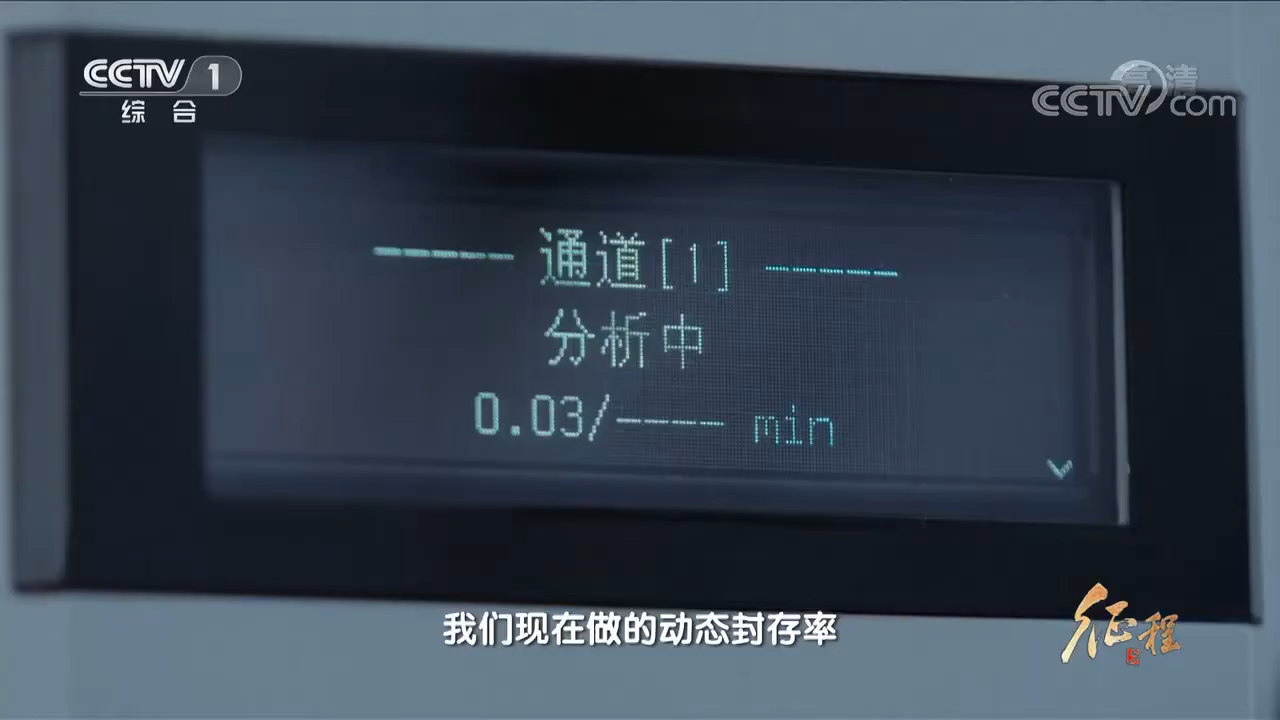 CCTV 1
综合
高清
CCTV.com
通道[1]
分析中
0.03/---- min
我们现在做的动态封存率
征程